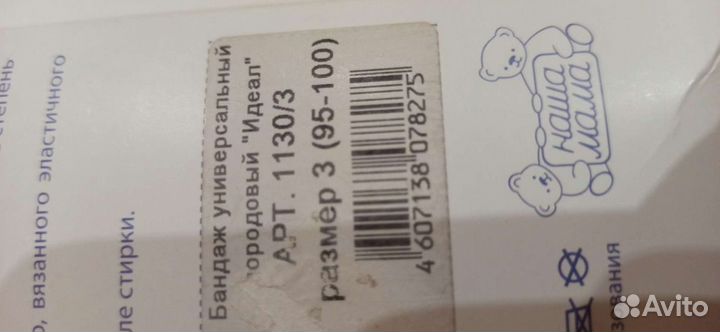 степень
, вязанного эластичного
ле стирки.
Бандаж универсальный
ородовый "Идеал"
АРТ. 1130/3
размер 3 (95-100)
4 607138 078275
наша
мама
зования
Avito